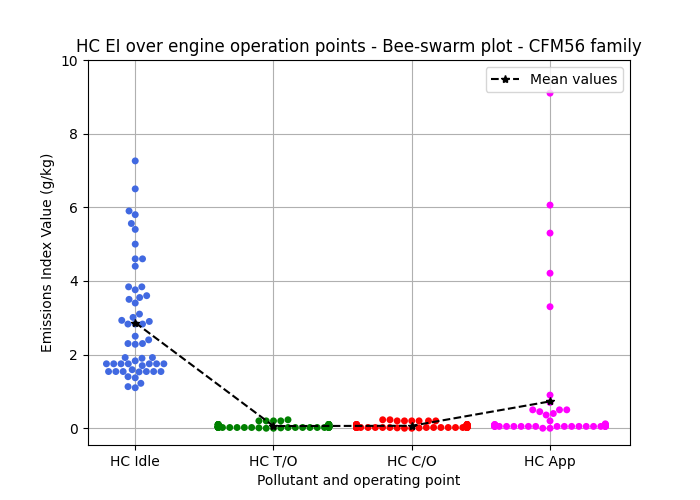 HC EI over engine operation points - Bee-swarm plot - CFM56 family
Mean values
Emissions Index Value (g/kg)
10
8
6
4
2
0
HC Idle HC T/O HC C/O HC App
Pollutant and operating point